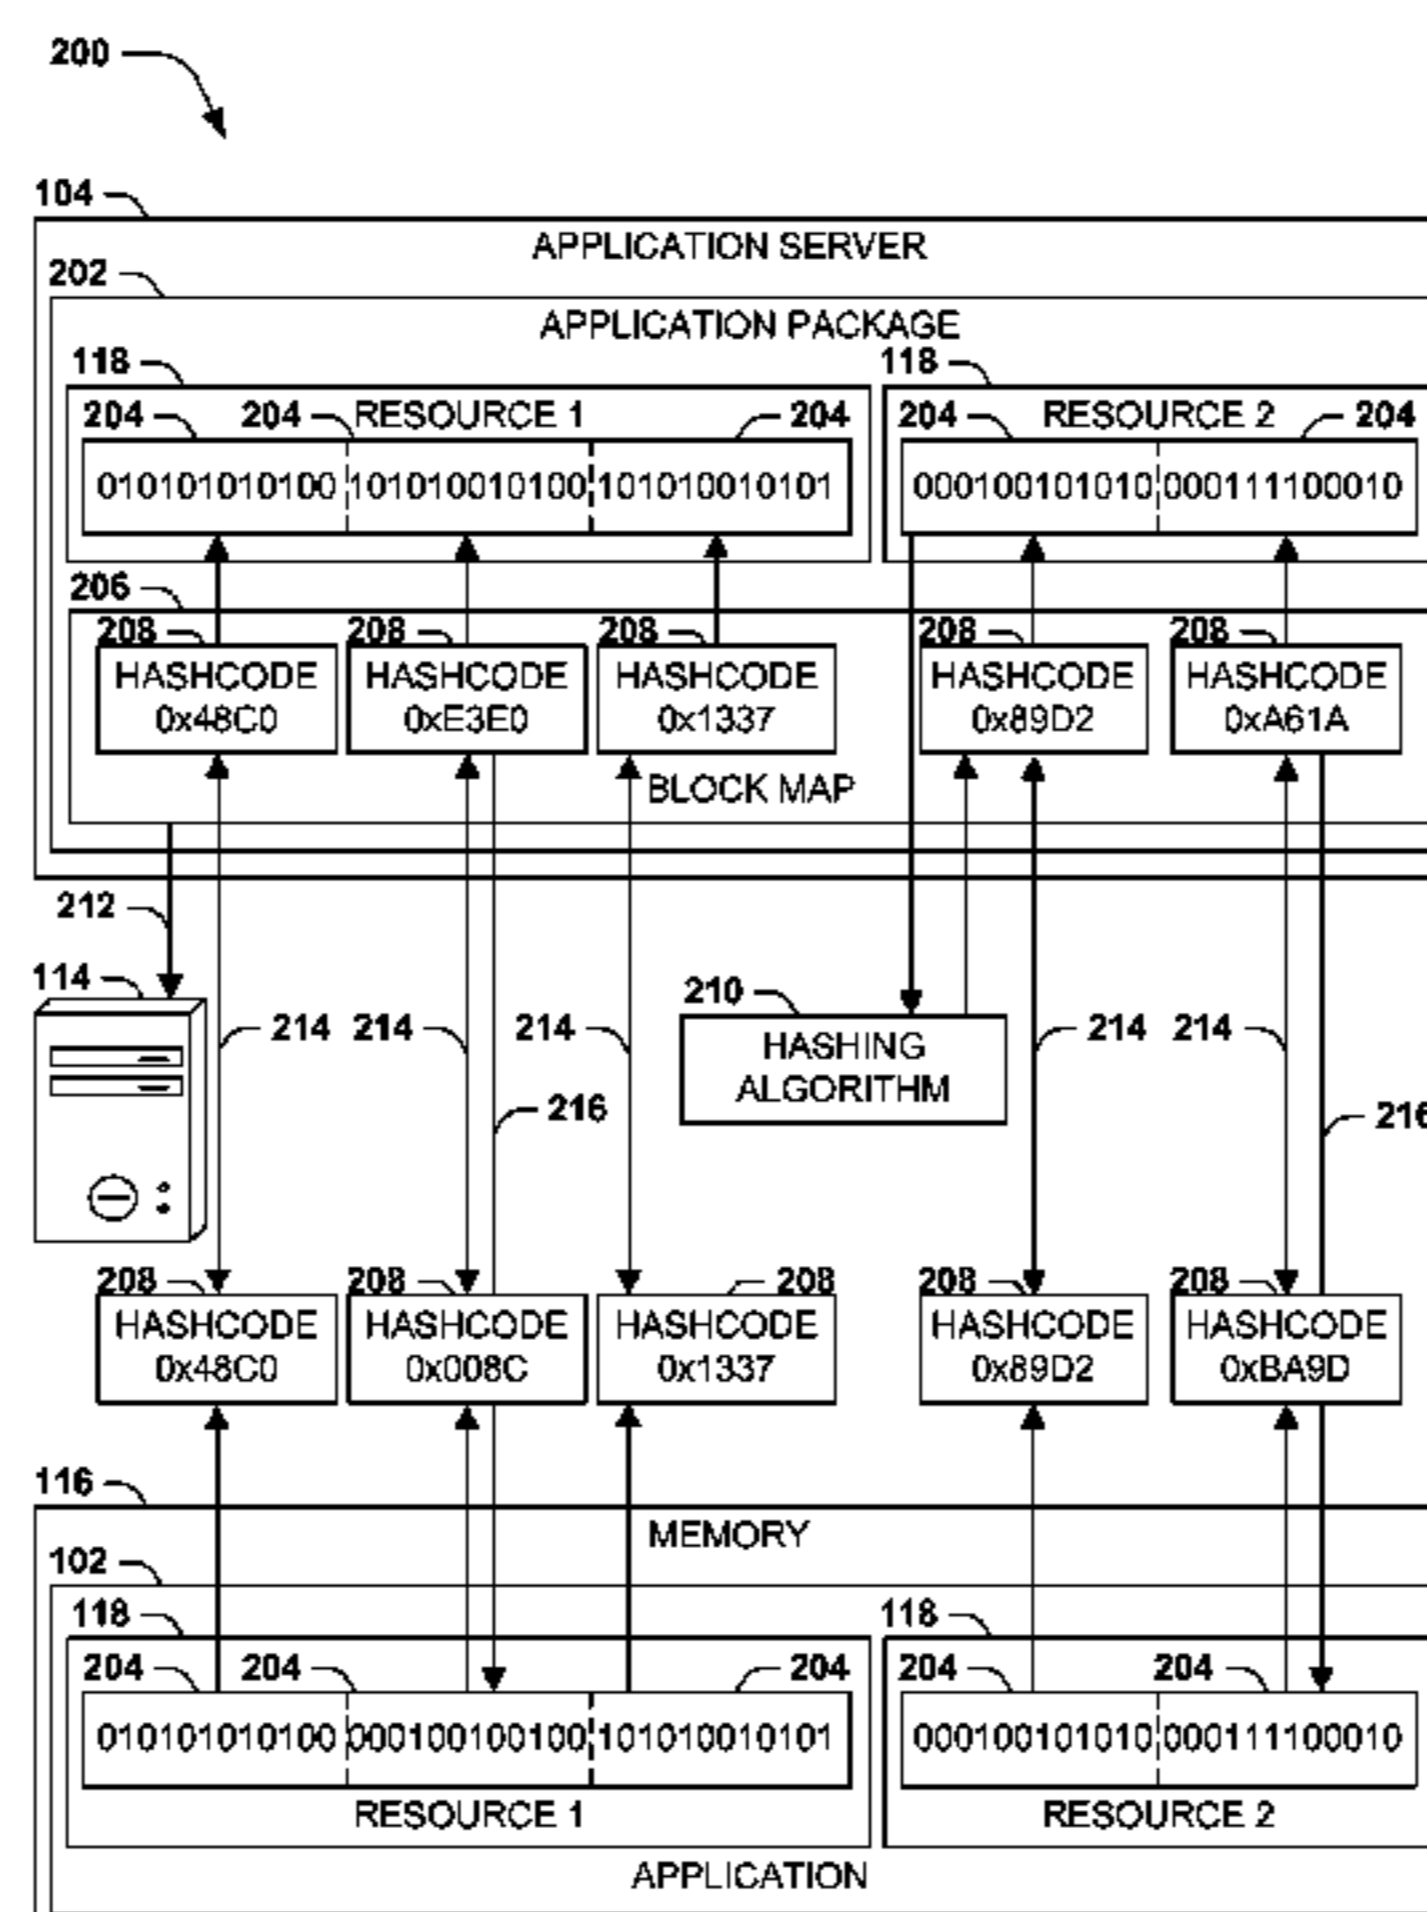 200
104
APPLICATION SERVER
202
APPLICATION PACKAGE
118 118
204 204 RESOURCE 1 204 204 RESOURCE 2 204
010101010100 101010010100 101010010101 000100101010 000111100010
206
208 208 208 208 208
HASHCODE HASHCODE HASHCODE HASHCODE HASHCODE
0x48C0 0xE3E0 0x1337 0x89D2 0xA61A
BLOCK MAP
212
114
210
214 214 214 214 214
HASHING
ALGORITHM
216 216
208 208 208 208 208
HASHCODE HASHCODE HASHCODE HASHCODE HASHCODE
0x48C0 0x008C 0x1337 0x89D2 0xBA9D
116
MEMORY
102
118 118
204 204 204 204 204
010101010100 000100100100 101010010101 000100101010 000111100010
RESOURCE 1 RESOURCE 2
APPLICATION